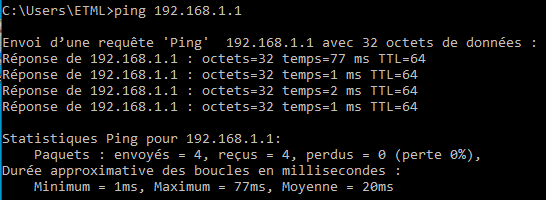 C:\Users\ETML>ping 192.168.1.1
Envoi d’une requête 'Ping'  192.168.1.1 avec 32 octets de données :
Réponse de 192.168.1.1 : octets=32 temps=77 ms TTL=64
Réponse de 192.168.1.1 : octets=32 temps=1 ms TTL=64
Réponse de 192.168.1.1 : octets=32 temps=2 ms TTL=64
Réponse de 192.168.1.1 : octets=32 temps=1 ms TTL=64
Statistiques Ping pour 192.168.1.1:
    Paquets : envoyés = 4, reçus = 4, perdus = 0 (perte 0%),
Durée approximative des boucles en millisecondes :
    Minimum = 1ms, Maximum = 77ms, Moyenne = 20ms